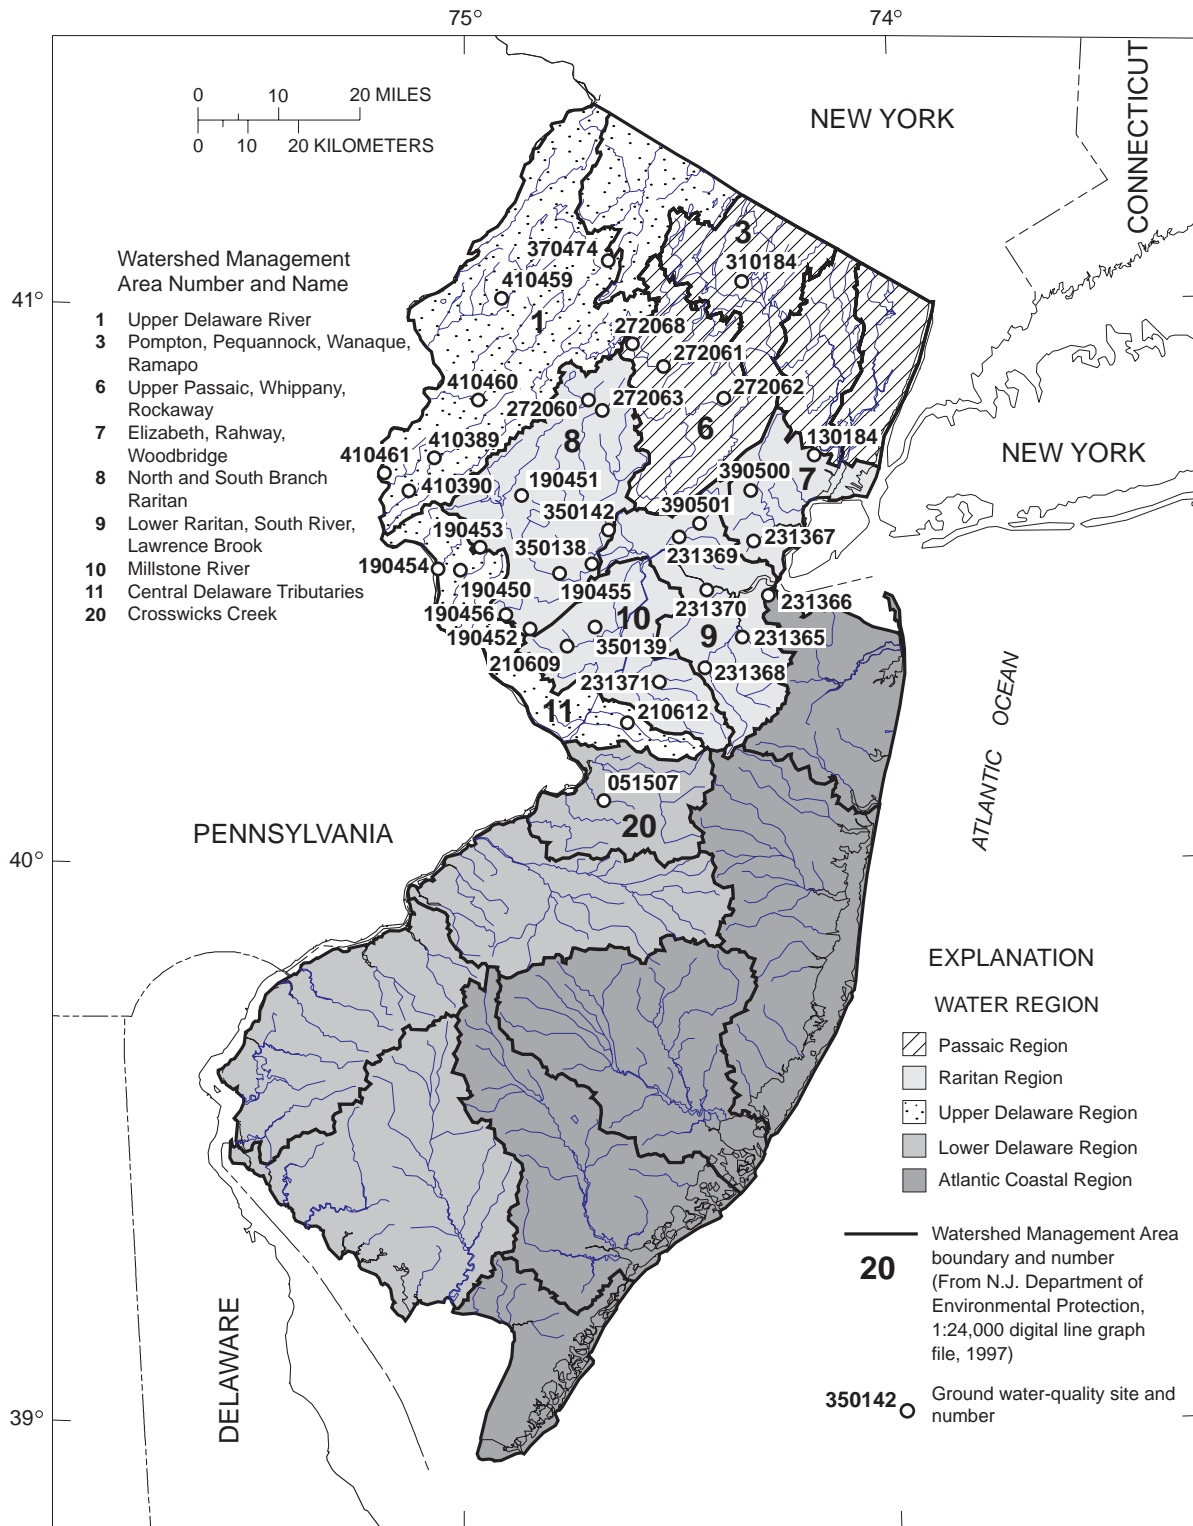 75°
74°
0 10 20 MILES
0 10 20 KILOMETERS
NEW YORK
CONNECTICUT
Watershed Management
Area Number and Name
1 Upper Delaware River
3 Pompton, Pequannock, Wanaque,
Ramapo
6 Upper Passaic, Whippany,
Rockaway
7 Elizabeth, Rahway,
Woodbridge
8 North and South Branch
Raritan
9 Lower Raritan, South River,
Lawrence Brook
10 Millstone River
11 Central Delaware Tributaries
20 Crosswicks Creek
41°
3
370474
310184
410459
1
272068
272061
410460
272062
272060
272063
6
8
130184
410389
410461
390500
7
410390
190451
350142
390501
190453
231367
350138
231369
190454
190450
190455
231370
231366
190456
10
9
231365
190452
350139
210609
231368
231371
11
210612
NEW YORK
ATLANTIC OCEAN
051507
20
PENNSYLVANIA
40°
DELAWARE
39°
EXPLANATION
WATER REGION
Passaic Region
Raritan Region
Upper Delaware Region
Lower Delaware Region
Atlantic Coastal Region
20
Watershed Management Area
boundary and number
(From N.J. Department of
Environmental Protection,
1:24,000 digital line graph
file, 1997)
350142
Ground water-quality site and
number